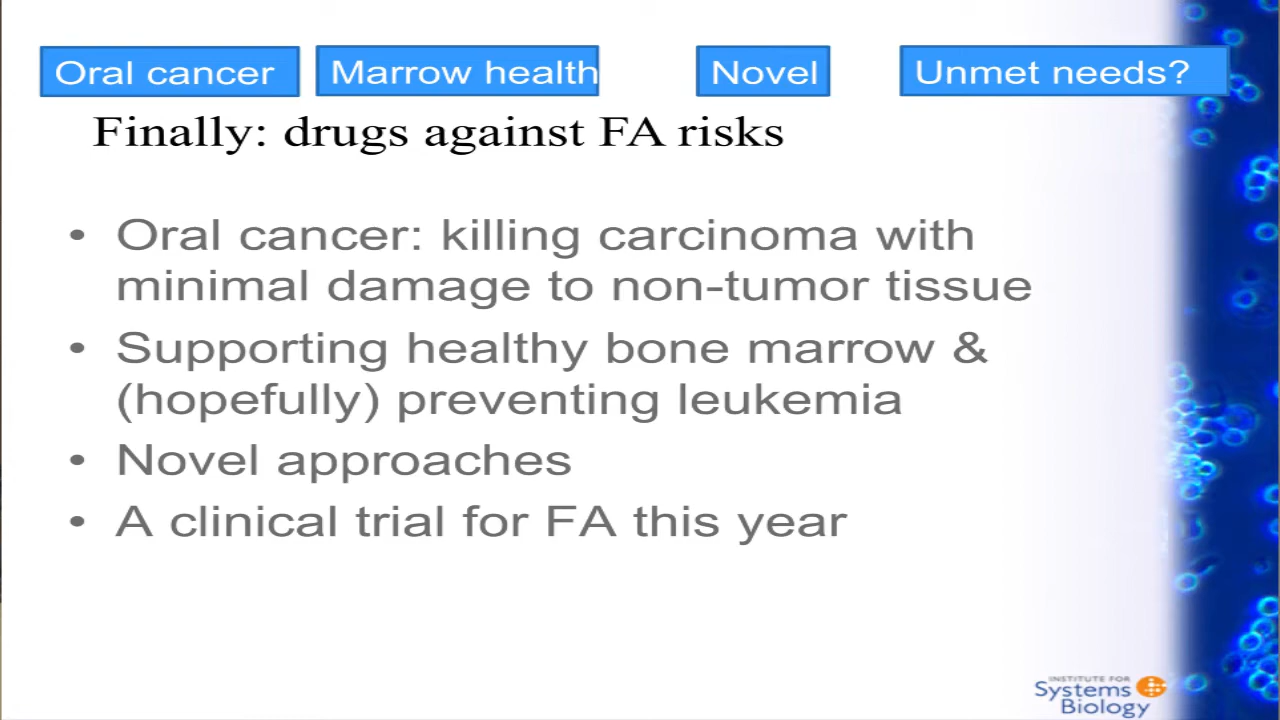 Oral cancer
Marrow health
Novel
Unmet needs?
Finally: drugs against FA risks
• Oral cancer: killing carcinoma with
minimal damage to non-tumor tissue
• Supporting healthy bone marrow &
(hopefully) preventing leukemia
• Novel approaches
• A clinical trial for FA this year
INSTITUTE FOR
Systems
Biology